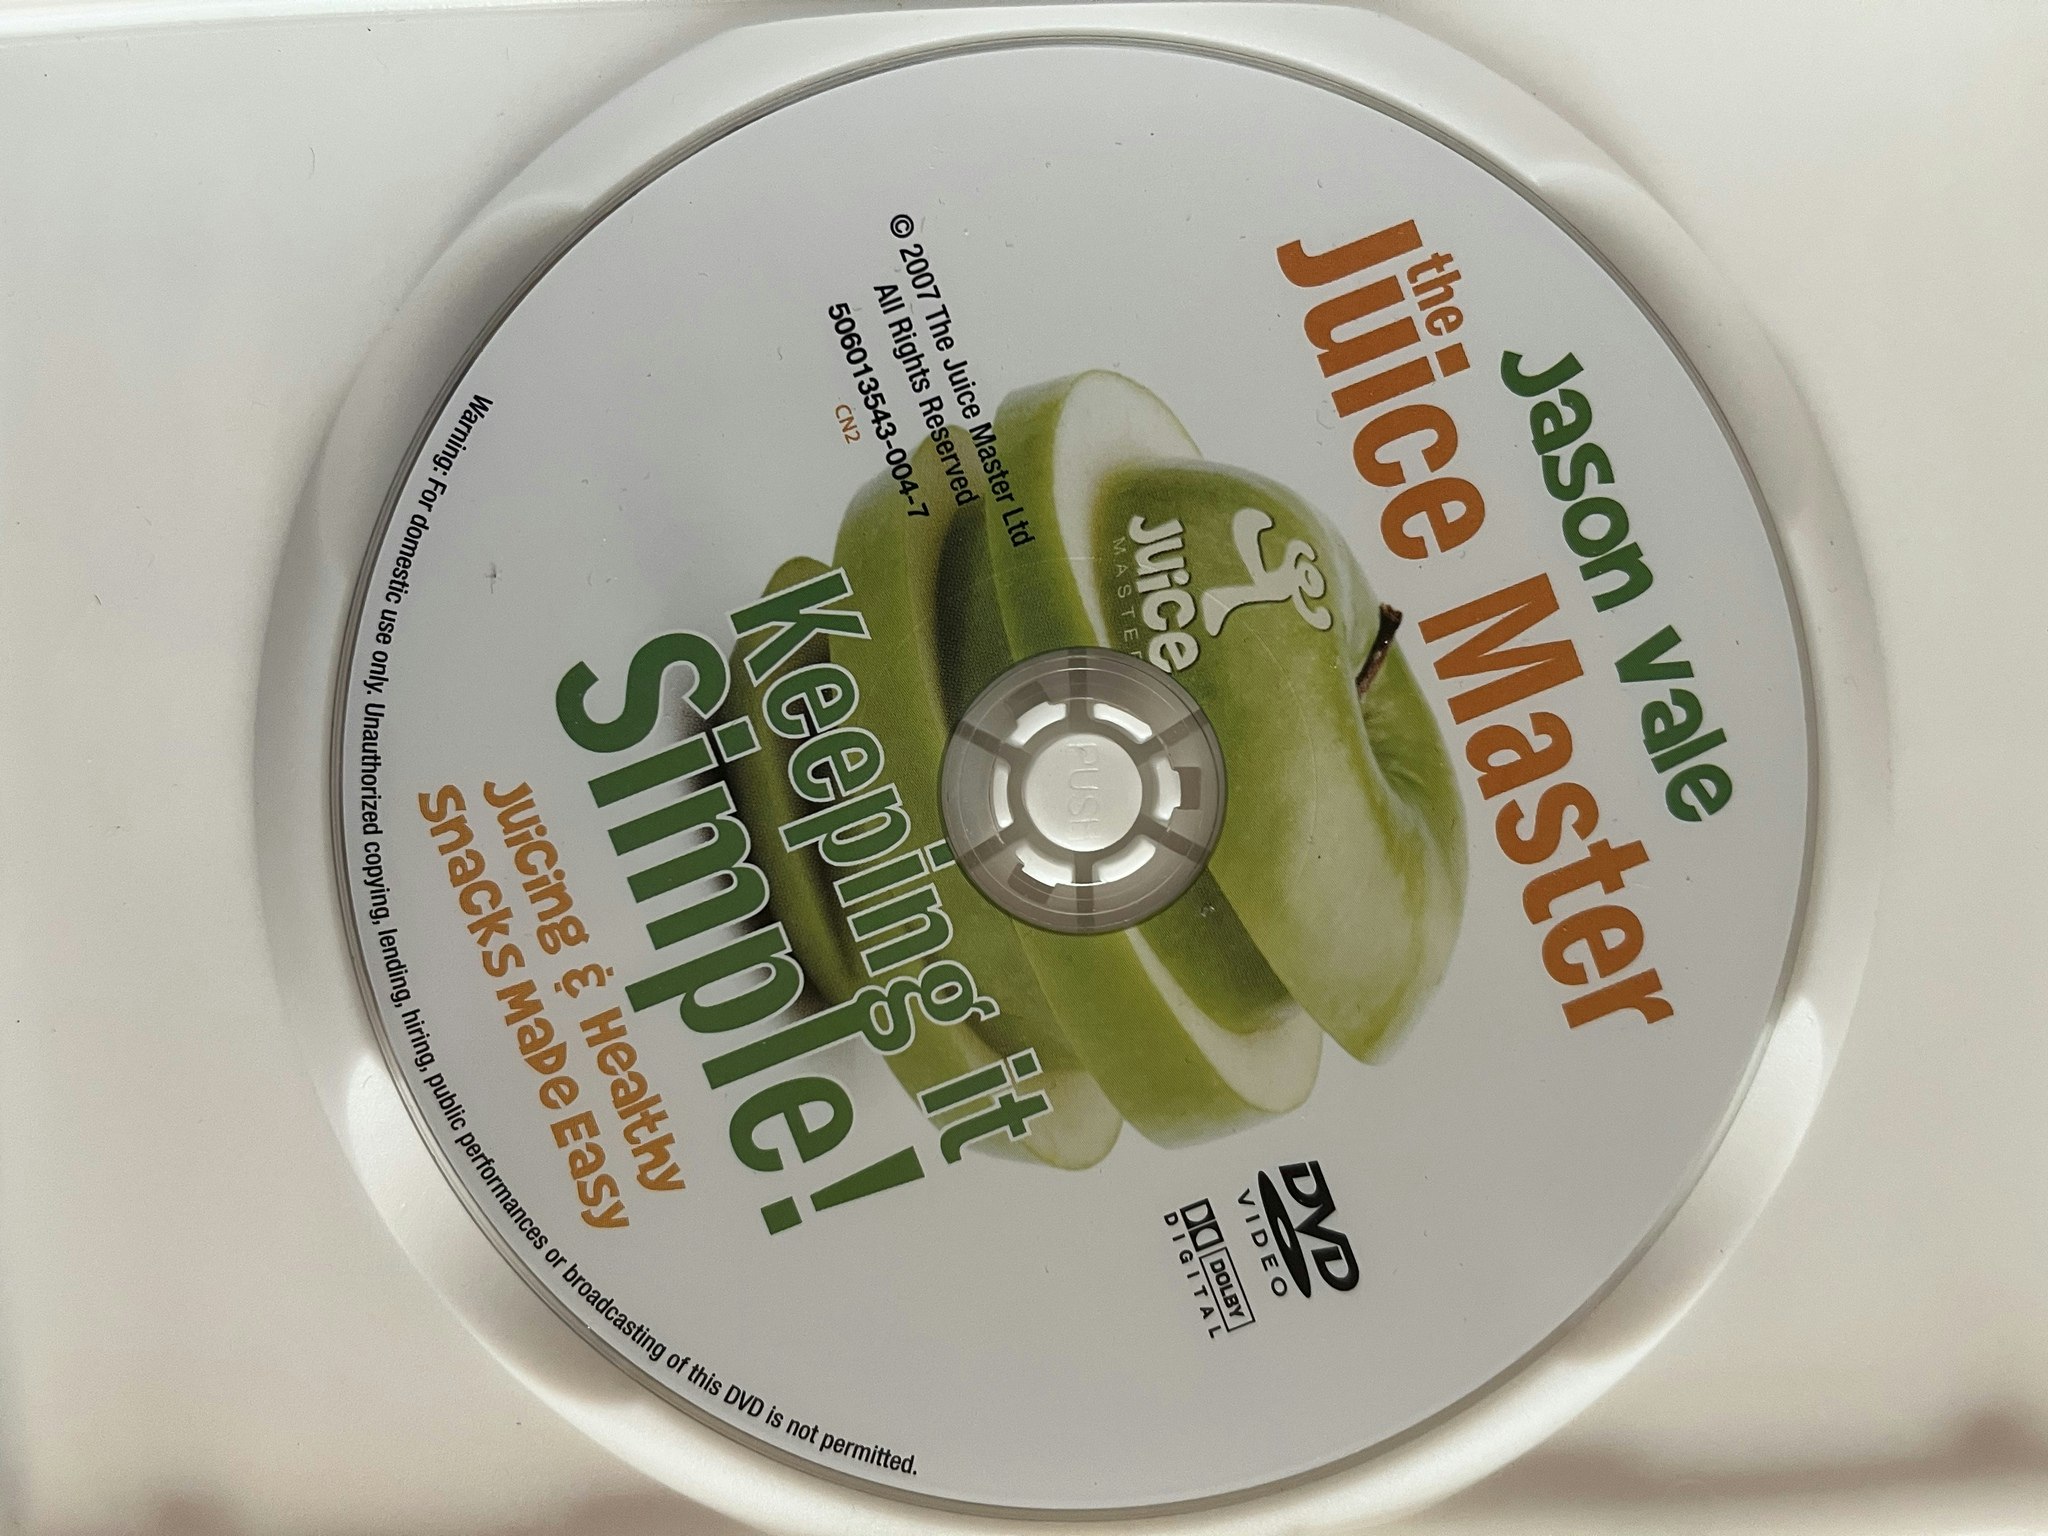 Jason Vale
the
Juice Master
Juice
MASTER
© 2007 The Juice Master Ltd
All Rights Reserved
506013543-004-7
CN2
PUSH
DVD
VIDEO
DOLBY
DIGITAL
Keeping it
Simple!
Juicing & Healthy
Snacks Made Easy
Warning: For domestic use only. Unauthorized copying, lending, hiring, public performances or broadcasting of this DVD is not permitted.